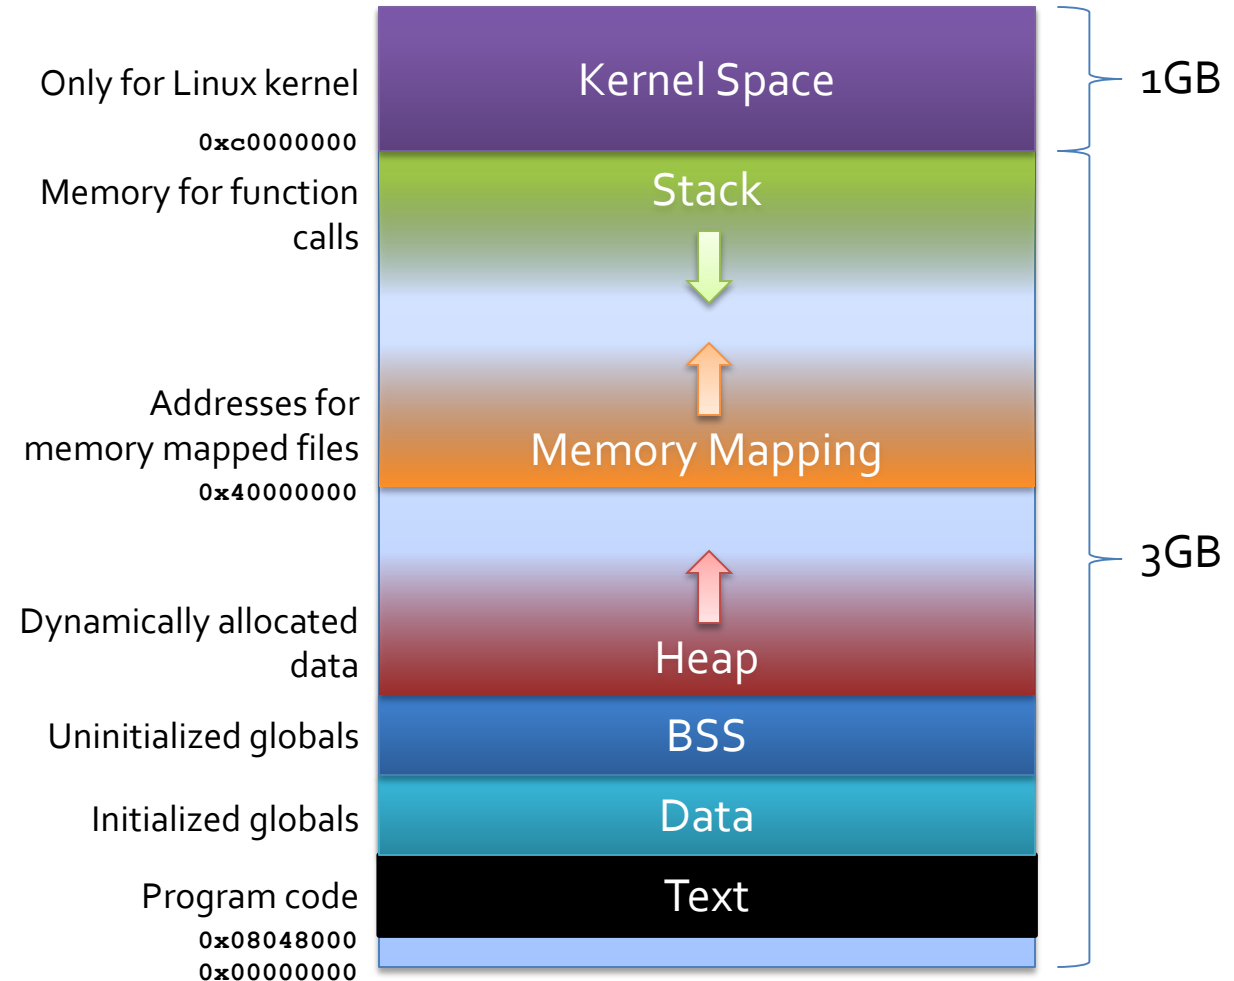 Only for Linux kernel
Kernel Space
1GB
0xc0000000
Memory for function
calls
Stack
Addresses for
memory mapped files
Memory Mapping
0x40000000
3GB
Dynamically allocated
data
Heap
Uninitialized globals
BSS
Initialized globals
Data
Program code
Text
0x08048000
0x00000000